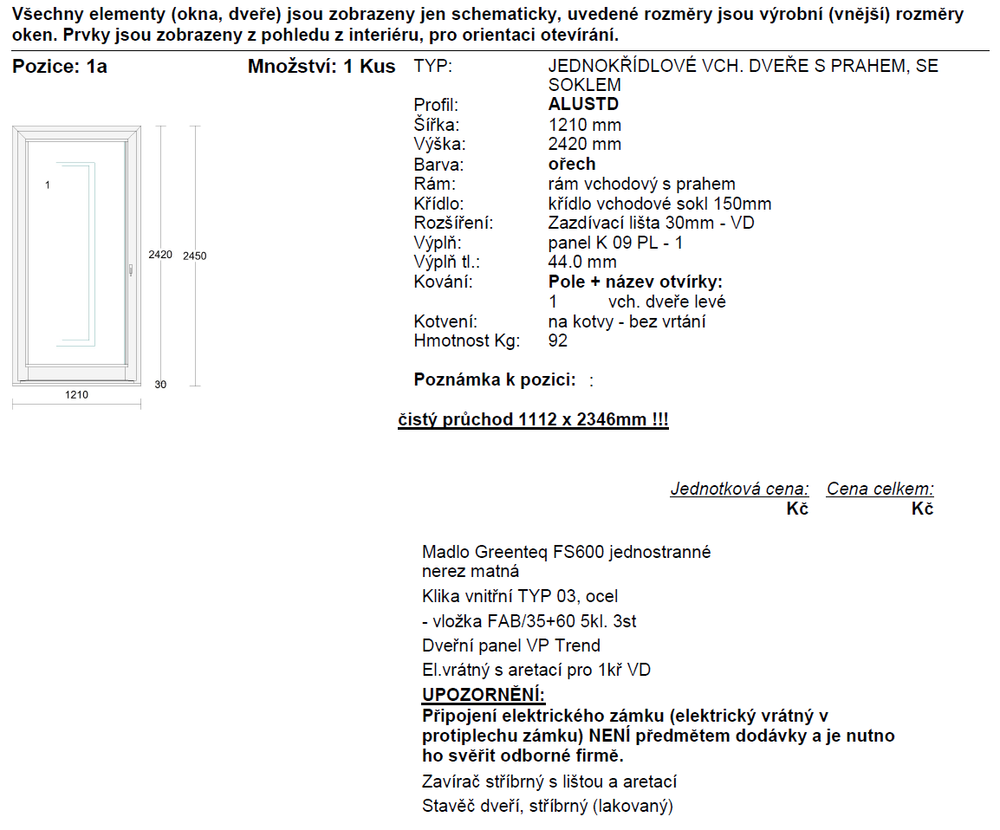 Všechny elementy (okna, dveře) jsou zobrazeny jen schematicky, uvedené rozměry jsou výrobní (vnější) rozměry
oken. Prvky jsou zobrazeny z pohledu z interiéru, pro orientaci otevírání.
Pozice: 1a Množství: 1 Kus TYP: JEDNOKŘÍDLOVÉ VCH. DVEŘE S PRAHEM, SE
SOKLEM
Profil: ALUSTD
Šířka: 1210 mm
Výška: 2420 mm
Barva: ořech
Rám: rám vchodový s prahem
Křídlo: křídlo vchodové sokl 150mm
Rozšíření: Zazdívací lišta 30mm - VD
Výplň: panel K 09 PL - 1
Výplň tl.: 44.0 mm
Kování: Pole + název otvírky:
1 vch. dveře levé
Kotvení: na kotvy - bez vrtání
Hmotnost Kg: 92
1
2420 2450
30
1210
Poznámka k pozici: :
čistý průchod 1112 x 2346mm !!!
Jednotková cena: Cena celkem:
Kč Kč
Madlo Greenteq FS600 jednostranné
nerez matná
Klika vnitřní TYP 03, ocel
- vložka FAB/35+60 5kl. 3st
Dveřní panel VP Trend
El.vrátný s aretací pro 1kř VD
UPOZORNĚNÍ:
Připojení elektrického zámku (elektrický vrátný v
protiplechu zámku) NENÍ předmětem dodávky a je nutno
ho svěřit odborné firmě.
Zavírač stříbrný s lištou a aretací
Stavěč dveří, stříbrný (lakovaný)